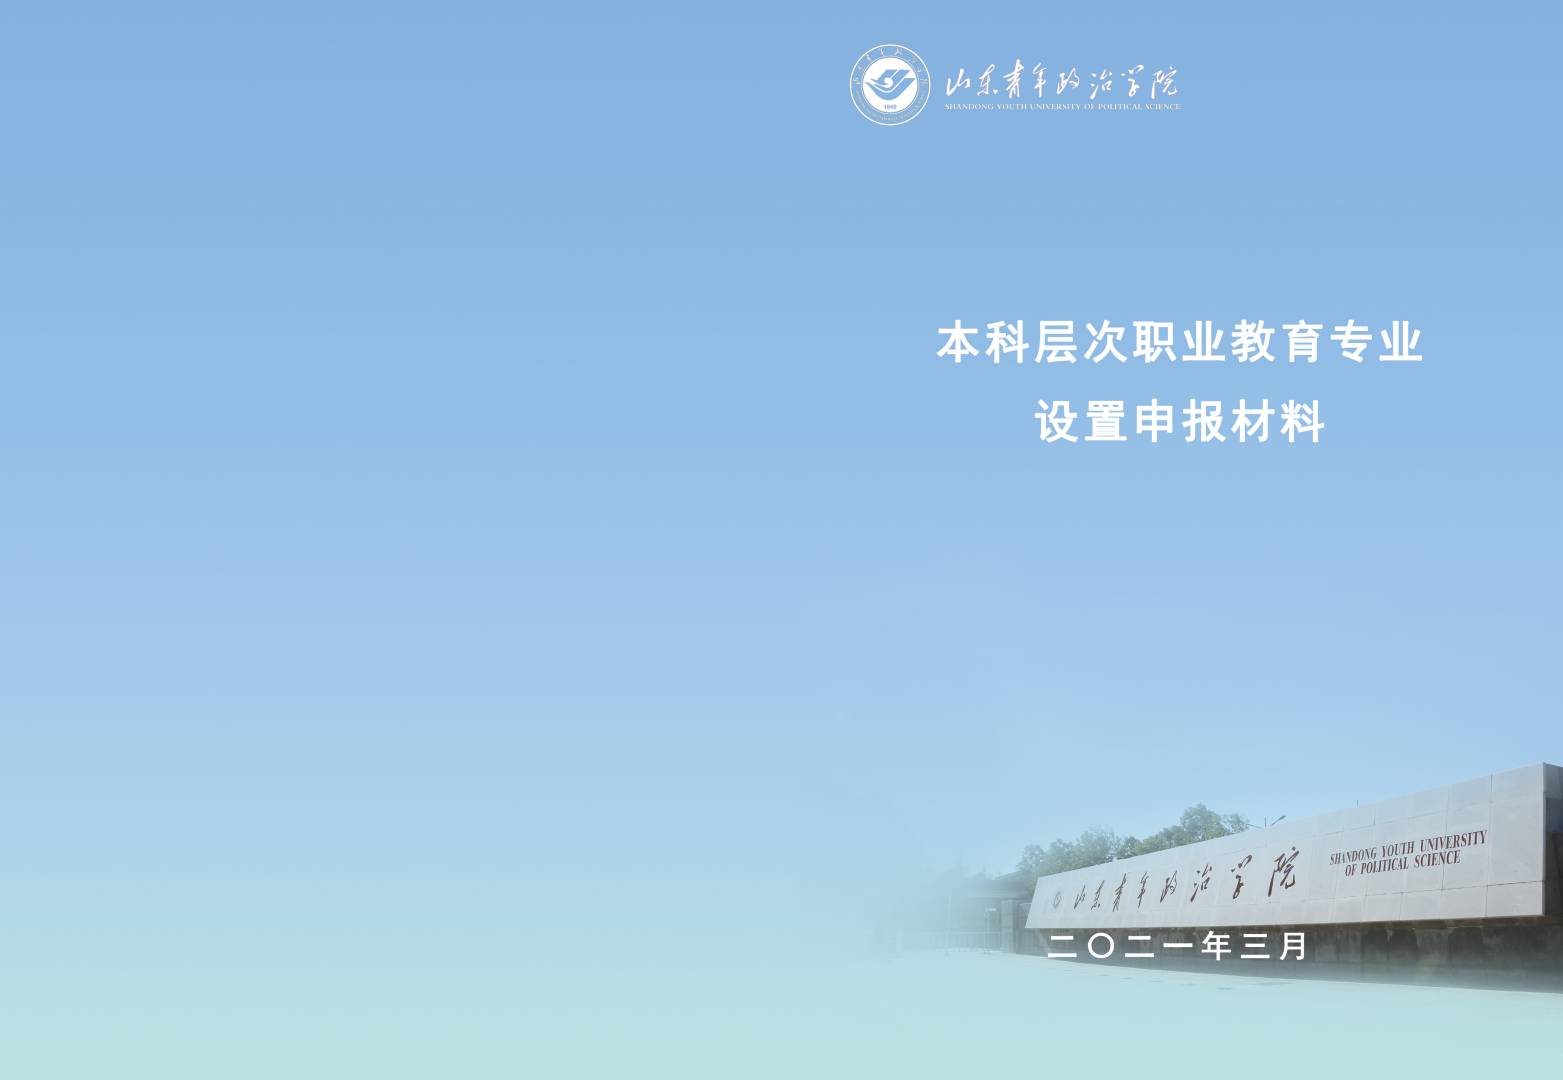 山东青年政治学院
SHANDONG YOUTH UNIVERSITY OF POLITICAL SCIENCE
1949
本科层次职业教育专业
设置申报材料
山东青年政治学院
SHANDONG YOUTH UNIVERSITY
OF POLITICAL SCIENCE
二〇二一年三月